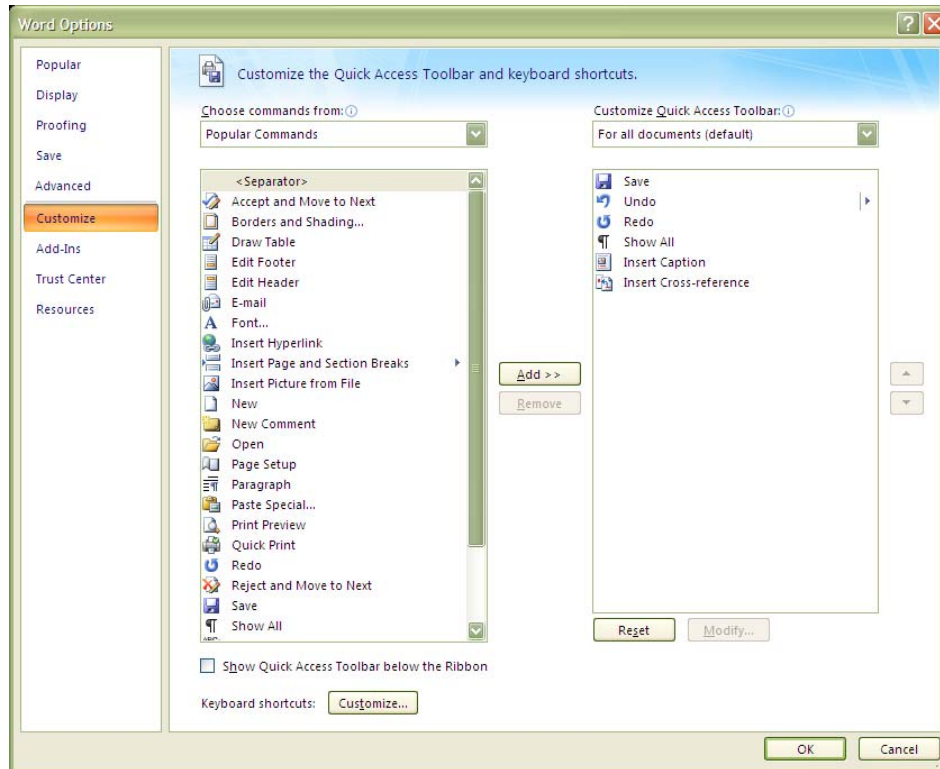 Word Options
Popular
Display
Proofing
Save
Advanced
Customize
Add-Ins
Trust Center
Resources
Customize the Quick Access Toolbar and keyboard shortcuts.
Choose commands from:
Popular Commands
<Separator>
Accept and Move to Next
Borders and Shading...
Draw Table
Edit Footer
Edit Header
E-mail
Font...
Insert Hyperlink
Insert Page and Section Breaks
Insert Picture from File
New
New Comment
Open
Page Setup
Paragraph
Paste Special...
Print Preview
Quick Print
Redo
Reject and Move to Next
Save
Show All
Add >>
Remove
Customize Quick Access Toolbar:
For all documents (default)
Save
Undo
Redo
Show All
Insert Caption
Insert Cross-reference
Reset
Modify...
Show Quick Access Toolbar below the Ribbon
Keyboard shortcuts:
Customize...
OK
Cancel